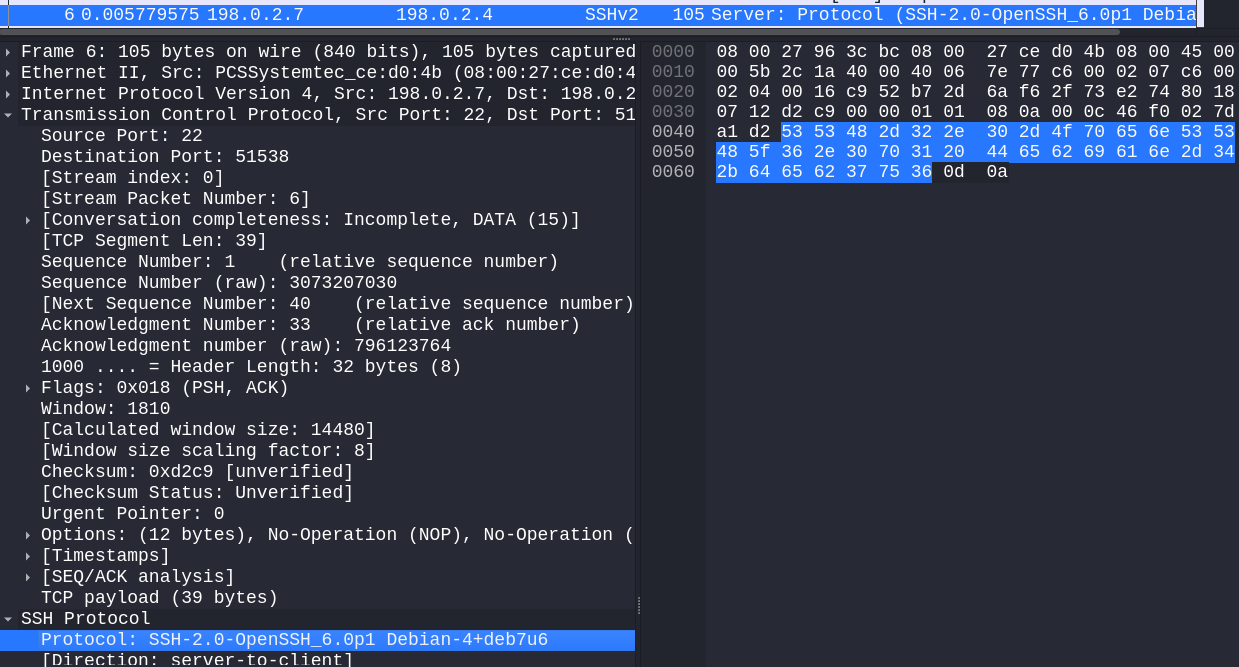 6 0.005779575 198.0.2.7 198.0.2.4 SSHv2 105 Server: Protocol (SSH-2.0-OpenSSH_6.0p1 Debia
Frame 6: 105 bytes on wire (840 bits), 105 bytes captured
Ethernet II, Src: PCSSystemtec_ce:d0:4b (08:00:27:ce:d0:4
Internet Protocol Version 4, Src: 198.0.2.7, Dst: 198.0.2
Transmission Control Protocol, Src Port: 22, Dst Port: 51
Source Port: 22
Destination Port: 51538
[Stream index: 0]
[Stream Packet Number: 6]
[Conversation completeness: Incomplete, DATA (15)]
[TCP Segment Len: 39]
Sequence Number: 1    (relative sequence number)
Sequence Number (raw): 3073207030
[Next Sequence Number: 40    (relative sequence number)
Acknowledgment Number: 33    (relative ack number)
Acknowledgment number (raw): 796123764
1000 .... = Header Length: 32 bytes (8)
Flags: 0x018 (PSH, ACK)
Window: 1810
[Calculated window size: 14480]
[Window size scaling factor: 8]
Checksum: 0xd2c9 [unverified]
[Checksum Status: Unverified]
Urgent Pointer: 0
Options: (12 bytes), No-Operation (NOP), No-Operation (
[Timestamps]
[SEQ/ACK analysis]
TCP payload (39 bytes)
SSH Protocol
Protocol: SSH-2.0-OpenSSH_6.0p1 Debian-4+deb7u6
[Direction: server-to-client]
0000 08 00 27 96 3c bc 08 00 27 ce d0 4b 08 00 45 00
0010 00 5b 2c 1a 40 00 40 06 7e 77 c6 00 02 07 c6 00
0020 02 04 00 16 c9 52 b7 2d 6a f6 2f 73 e2 74 80 18
0030 07 12 d2 c9 00 00 01 01 08 0a 00 0c 46 f0 02 7d
0040 a1 d2 53 53 48 2d 32 2e 30 2d 4f 70 65 6e 53 53
0050 48 5f 36 2e 30 70 31 20 44 65 62 69 61 6e 2d 34
0060 2b 64 65 62 37 75 36 0d 0a